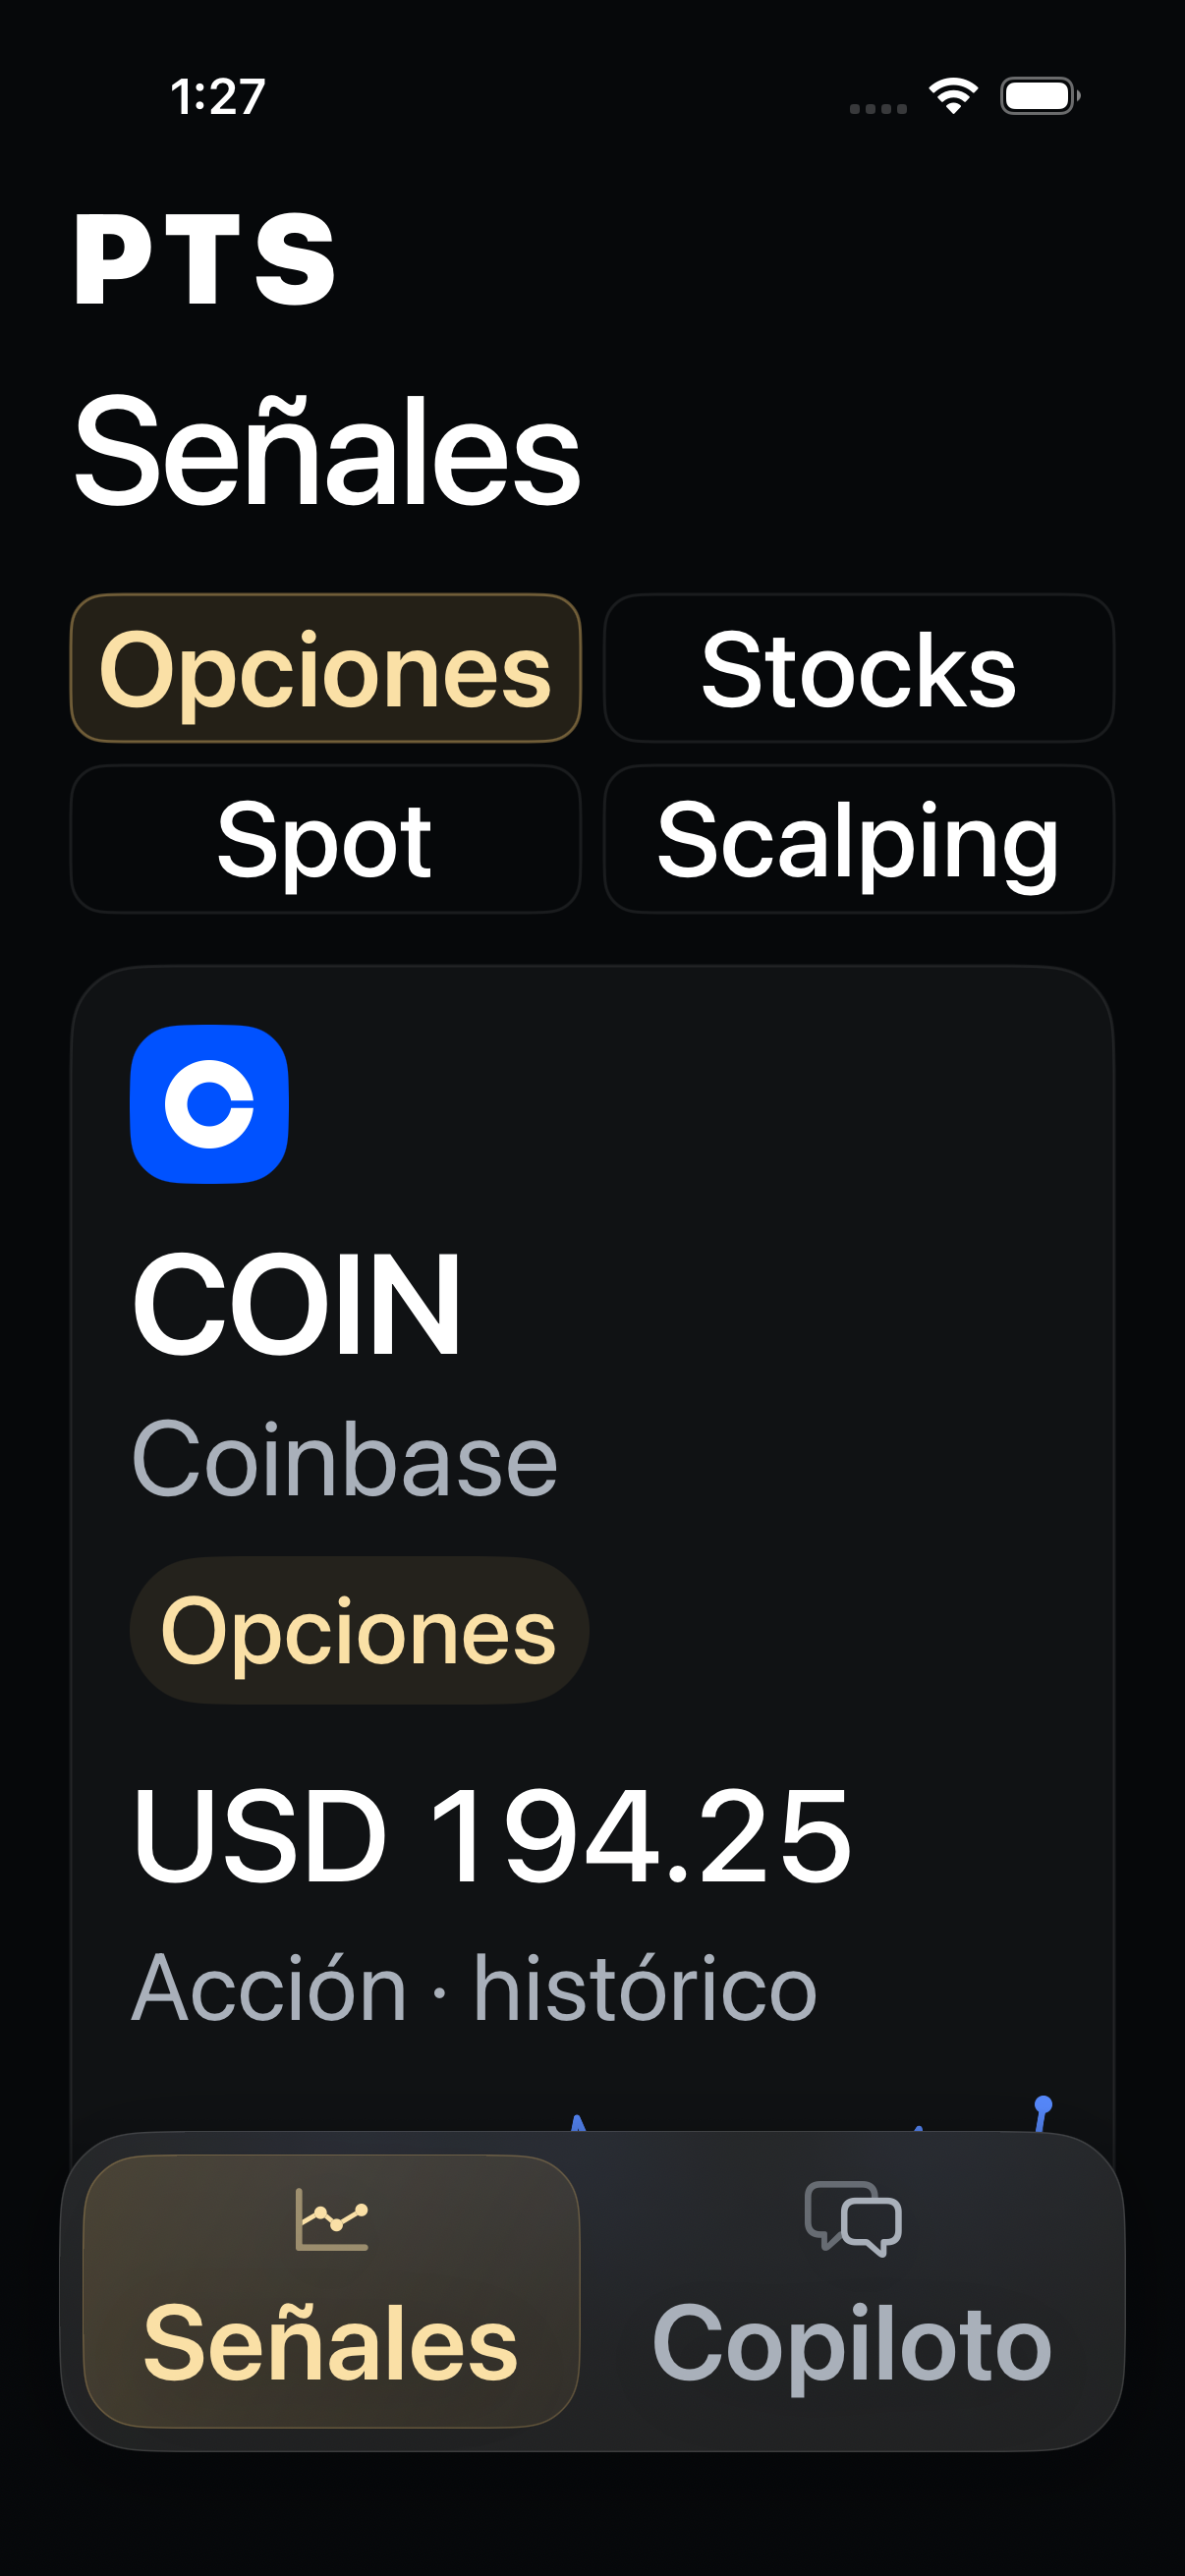 1:27
PTS
Señales
Opciones
Stocks
Spot
Scalping
COIN
Coinbase
Opciones
USD 194.25
Acción · histórico
Señales
Copiloto